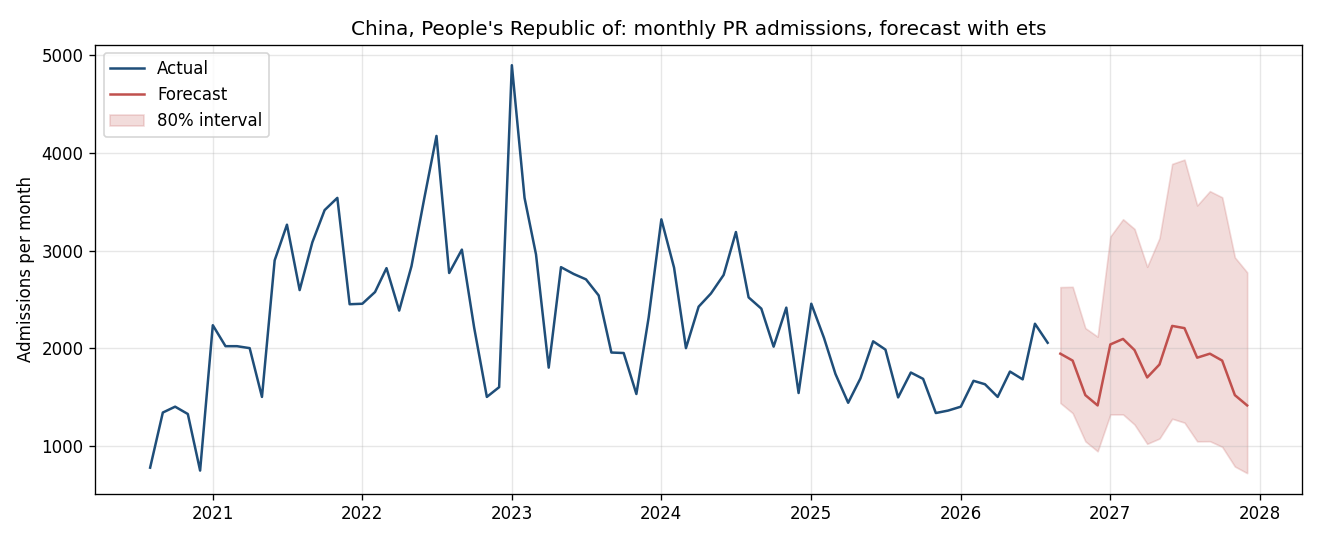 China, People's Republic of: monthly PR admissions, forecast with ets
Actual
Forecast
80% interval
Admissions per month
5000
4000
3000
2000
1000
2021 2022 2023 2024 2025 2026 2027 2028